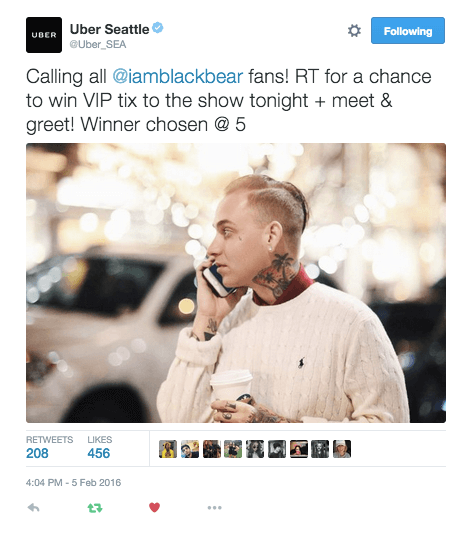 UBER
Uber Seattle
@Uber_SEA
Following
Calling all @iamblackbear fans! RT for a chance
to win VIP tix to the show tonight + meet &
greet! Winner chosen @ 5
RETWEETS LIKES
208 456
4:04 PM - 5 Feb 2016